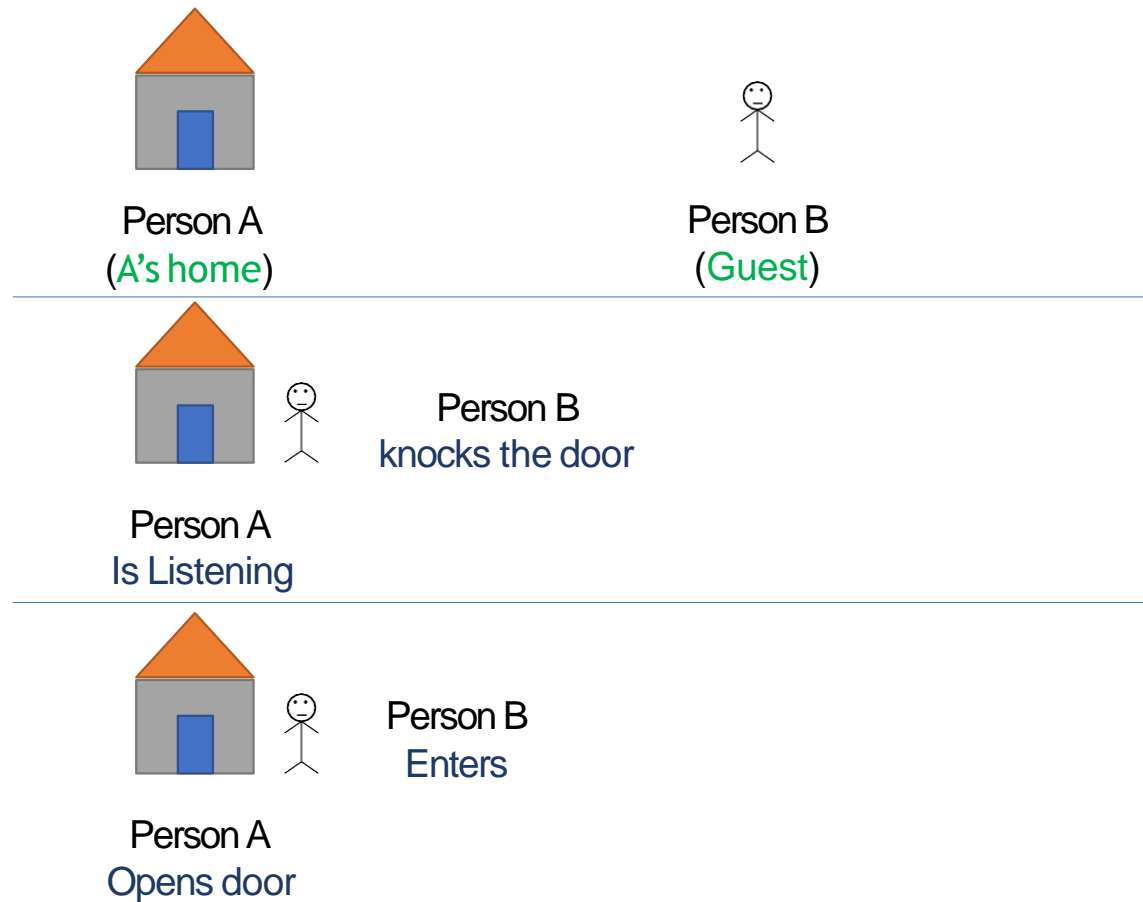 Person A
(A's home)
Person B
(Guest)
Person B
knocks the door
Person A
Is Listening
Person B
Enters
Person A
Opens door